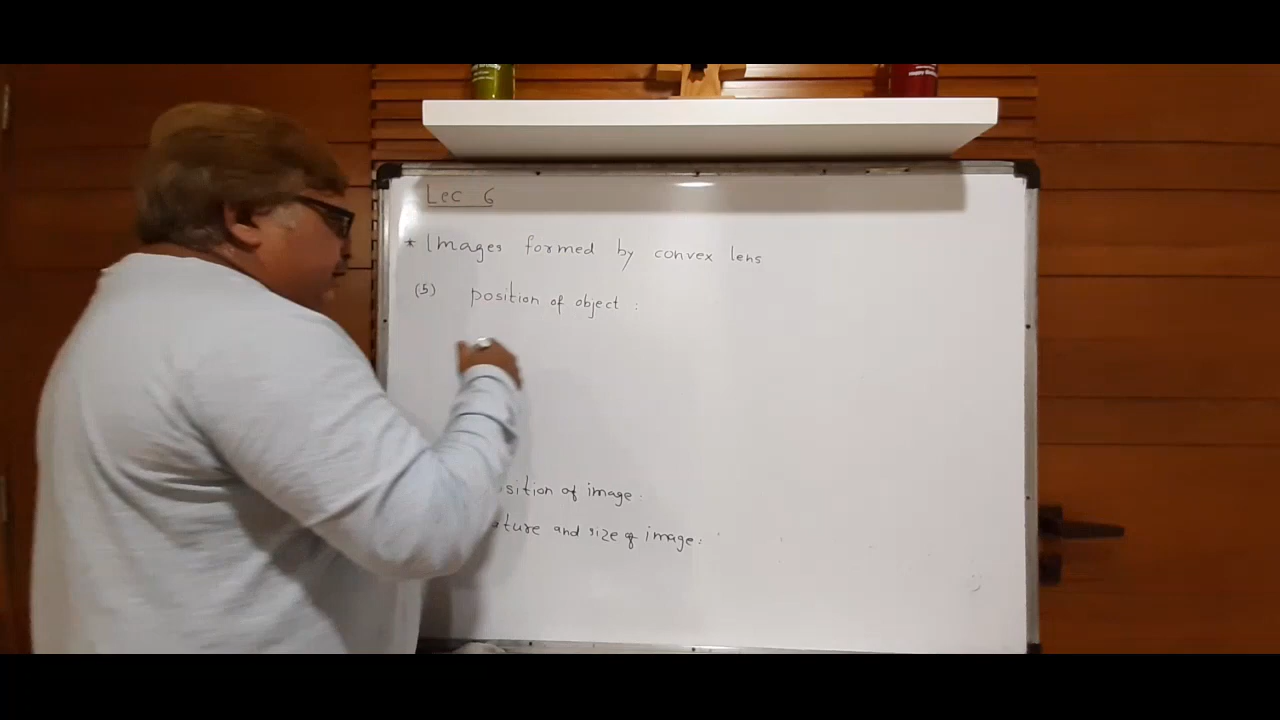 Lec 6
* Images formed by convex lens
(5) position of object :
sition of image :
ature and size of image :